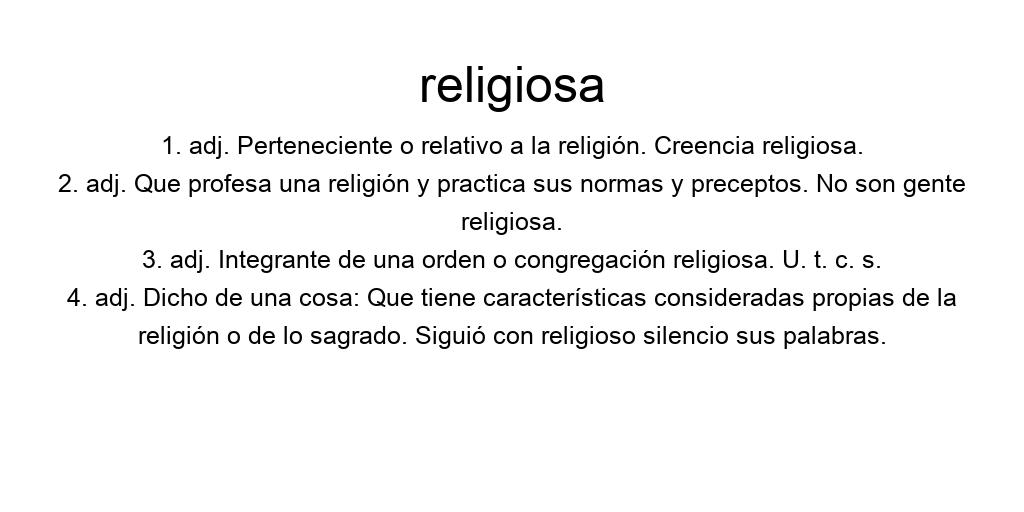 religiosa
1. adj. Perteneciente o relativo a la religión. Creencia religiosa.
2. adj. Que profesa una religión y practica sus normas y preceptos. No son gente
religiosa.
3. adj. Integrante de una orden o congregación religiosa. U. t. c. s.
4. adj. Dicho de una cosa: Que tiene características consideradas propias de la
religión o de lo sagrado. Siguió con religioso silencio sus palabras.